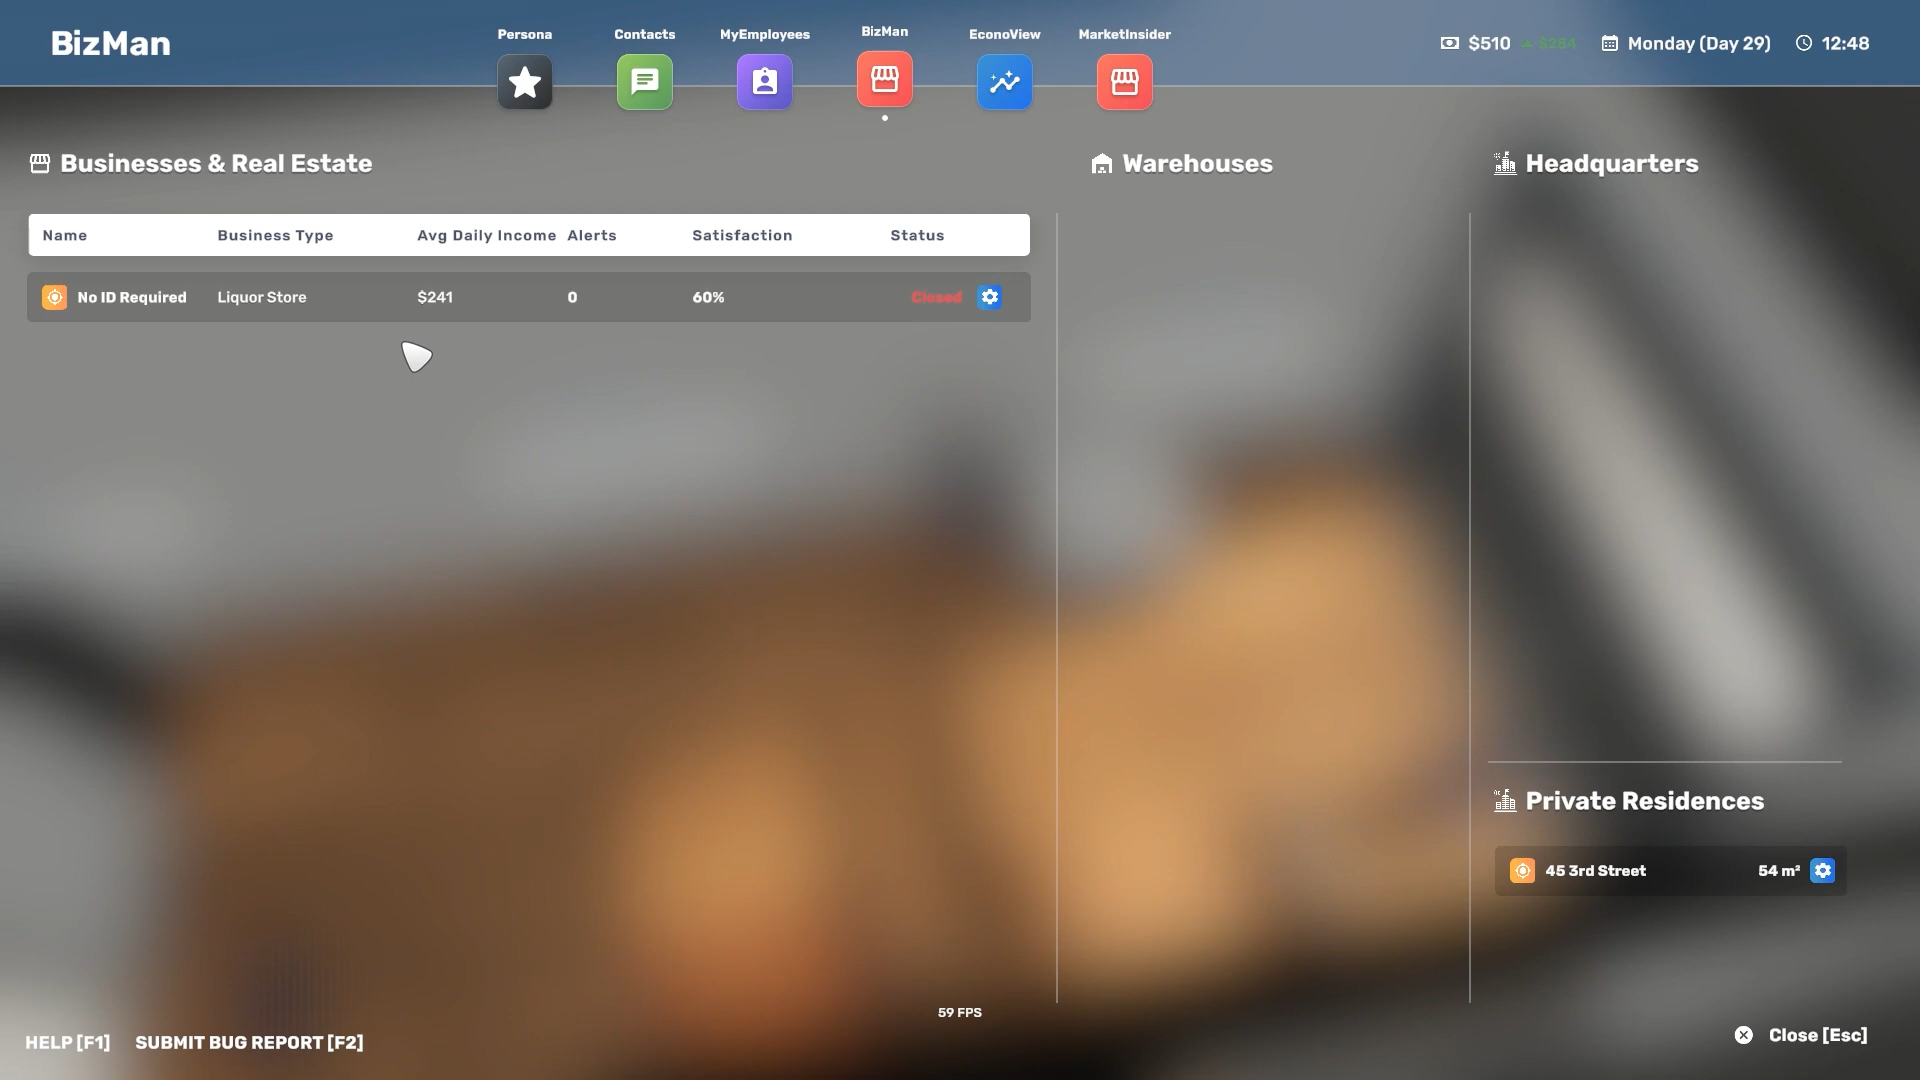 BizMan
Persona
Contacts
MyEmployees
BizMan
EconoView
MarketInsider
$510
$284
Monday (Day 29)
12:48
Businesses & Real Estate
Warehouses
Headquarters
Name
Business Type
Avg Daily Income
Alerts
Satisfaction
Status
No ID Required
Liquor Store
$241
0
60%
Closed
Private Residences
45 3rd Street
54 m²
59 FPS
HELP [F1]
SUBMIT BUG REPORT [F2]
Close [Esc]